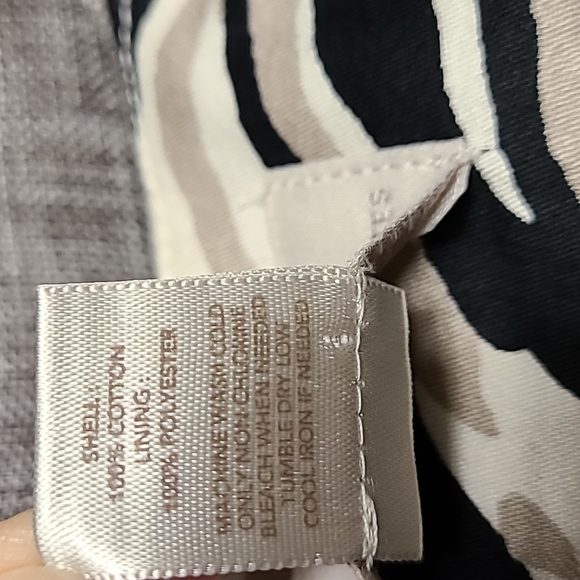 SHELL:
100% COTTON
LINING:
100% POLYESTER
MACHINE WASH COLD
ONLY NON CHLORINE
BLEACH WHEN NEEDED
TUMBLE DRY LOW
COOL IRON IF NEEDED